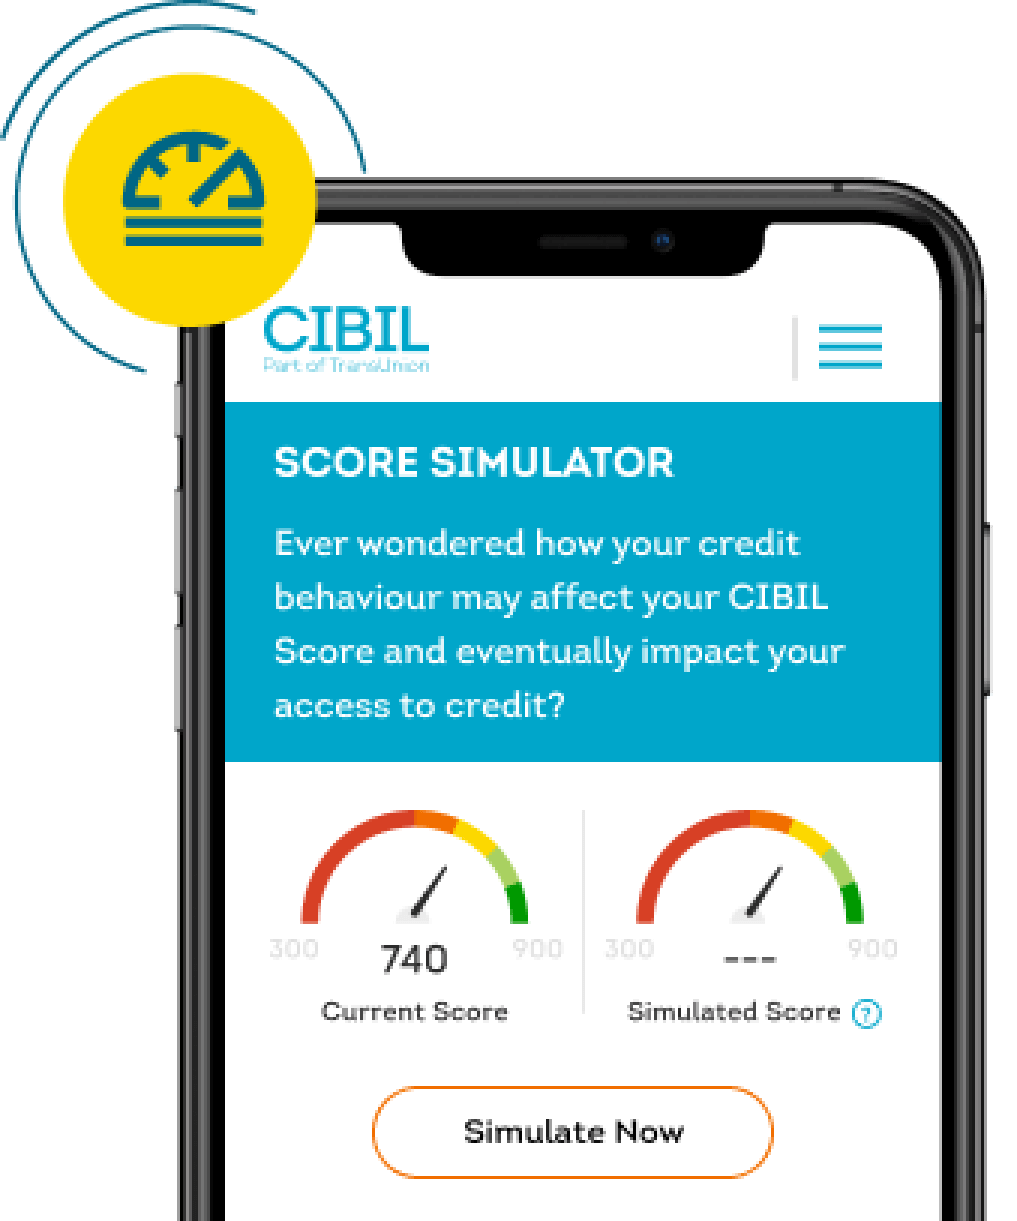 CIBIL
Part of TransUnion
SCORE SIMULATOR
Ever wondered how your credit
behaviour may affect your CIBIL
Score and eventually impact your
access to credit?
300 740 900
Current Score
300 --- 900
Simulated Score ?
Simulate Now